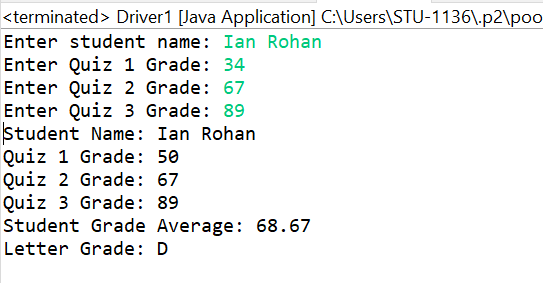 <terminated> Driver1 [Java Application] C:\Users\STU-1136\.p2\poo
Enter student name: Ian Rohan
Enter Quiz 1 Grade: 34
Enter Quiz 2 Grade: 67
Enter Quiz 3 Grade: 89
Student Name: Ian Rohan
Quiz 1 Grade: 50
Quiz 2 Grade: 67
Quiz 3 Grade: 89
Student Grade Average: 68.67
Letter Grade: D